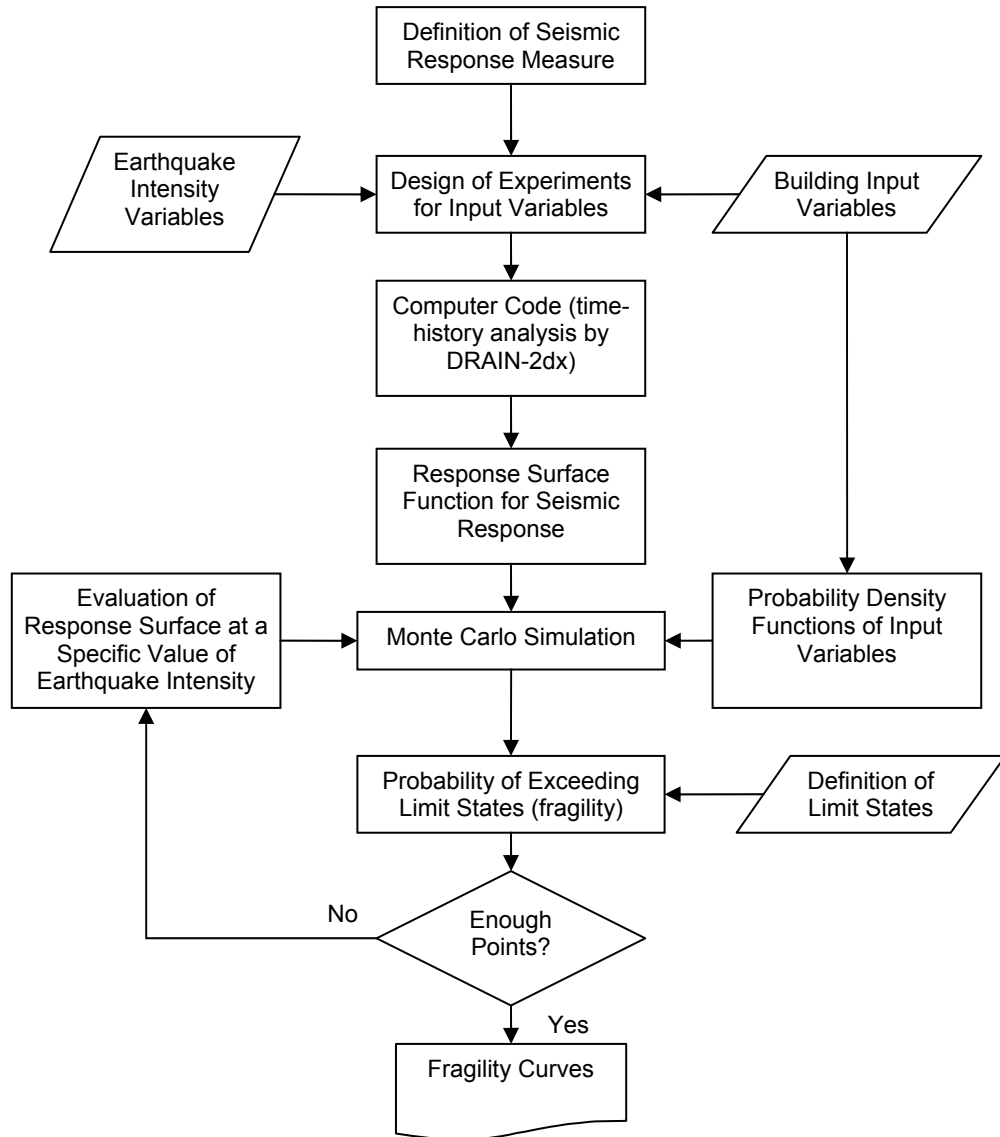 Definition of Seismic
Response Measure
Earthquake
Intensity
Variables
Design of Experiments
for Input Variables
Building Input
Variables
Computer Code (time-
history analysis by
DRAIN-2dx)
Response Surface
Function for Seismic
Response
Evaluation of
Response Surface at a
Specific Value of
Earthquake Intensity
Monte Carlo Simulation
Probability Density
Functions of Input
Variables
Probability of Exceeding
Limit States (fragility)
Definition of
Limit States
No
Enough
Points?
Yes
Fragility Curves